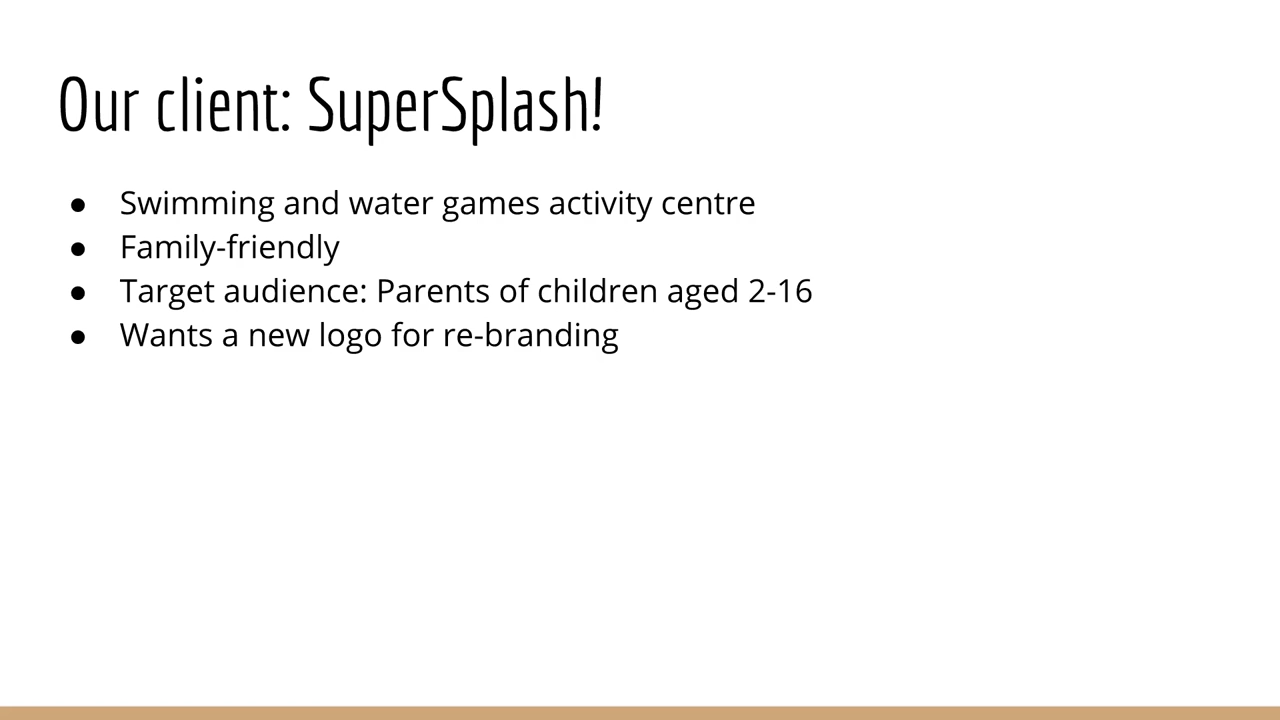 Our client: SuperSplash!
● Swimming and water games activity centre
● Family-friendly
● Target audience: Parents of children aged 2-16
● Wants a new logo for re-branding